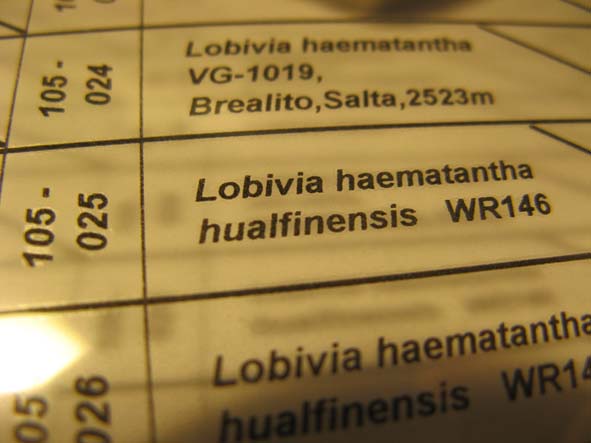 105 - 024
Lobivia haematantha
VG-1019,
Brealito,Salta,2523m
105 - 025
Lobivia haematantha
hualfinensis WR146
05 026
Lobivia haematantha
hualfinensis WR14